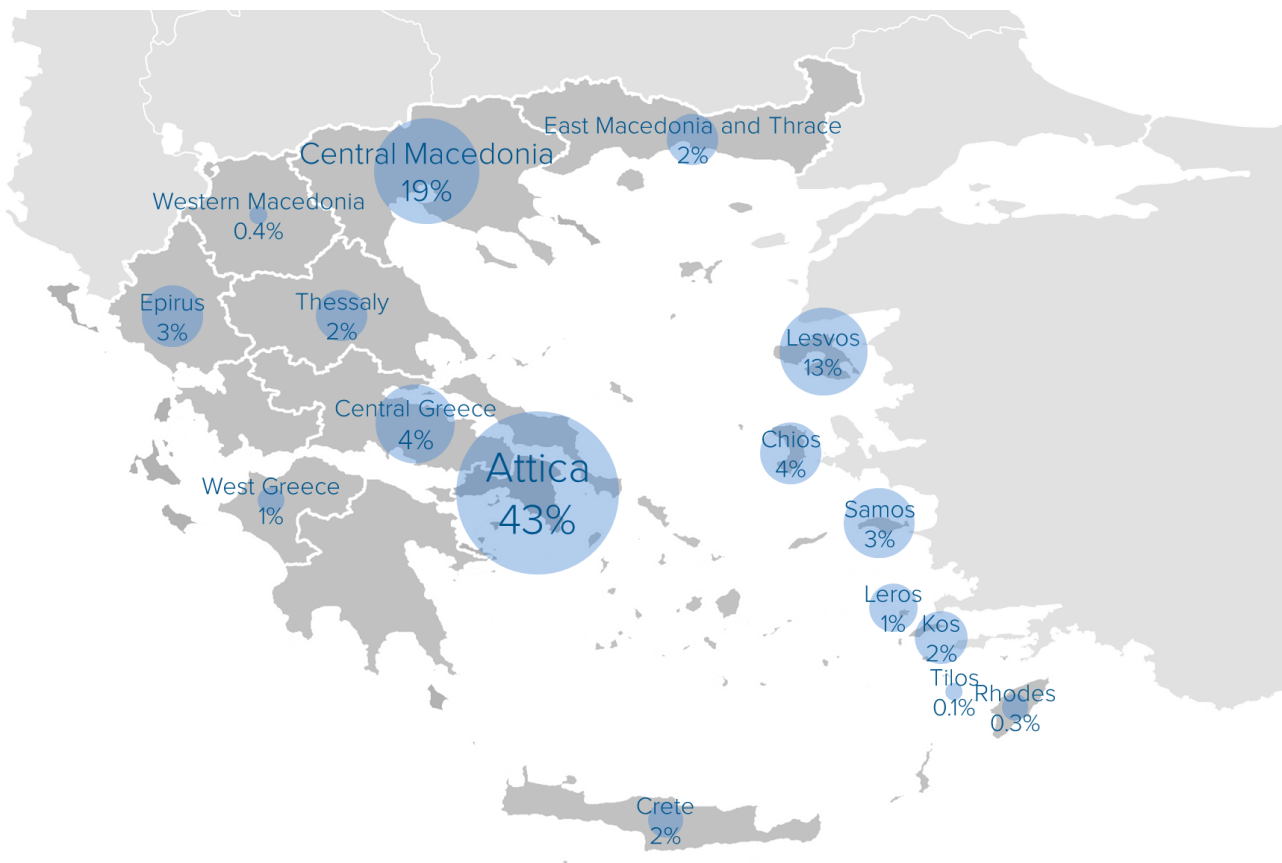 East Macedonia and Thrace
2%
Central Macedonia
19%
Western Macedonia
0.4%
Epirus
3%
Thessaly
2%
Lesvos
13%
Central Greece
4%
Chios
4%
Attica
43%
West Greece
1%
Samos
3%
Leros
1%
Kos
2%
Tilos
0.1%
Rhodes
0.3%
Crete
2%